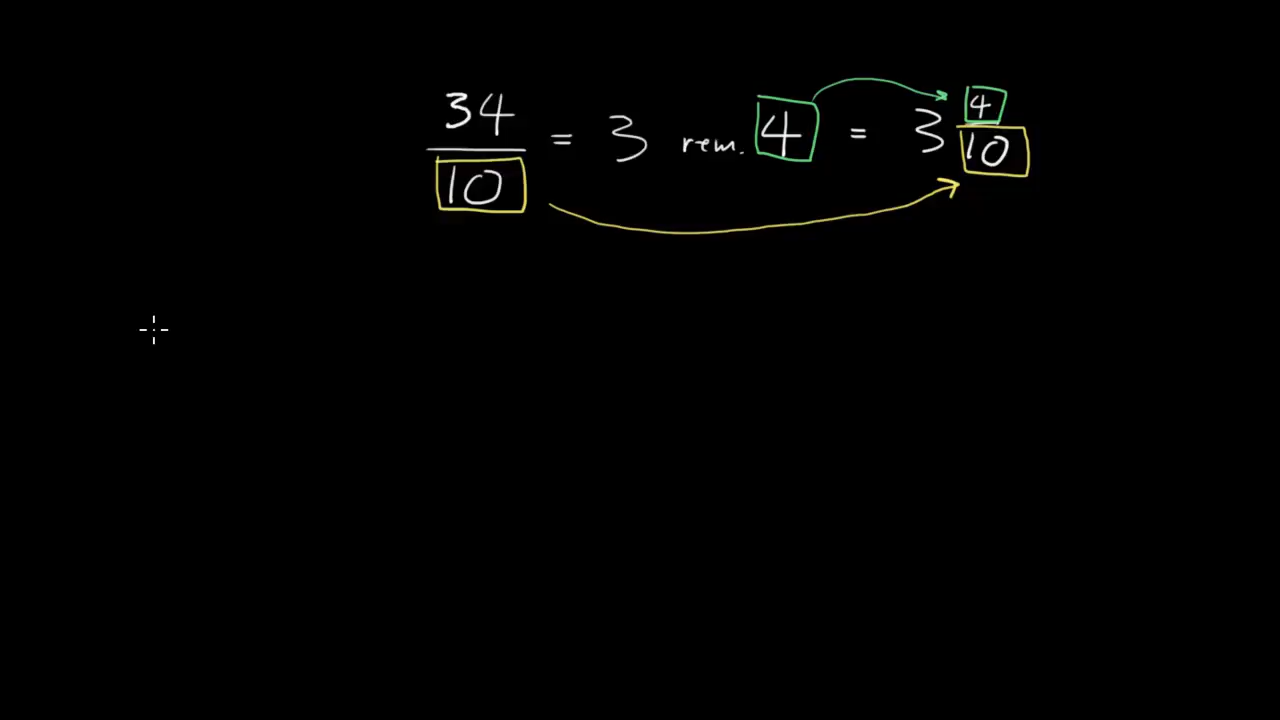 34/10 = 3 rem. 4 = 3 4/10